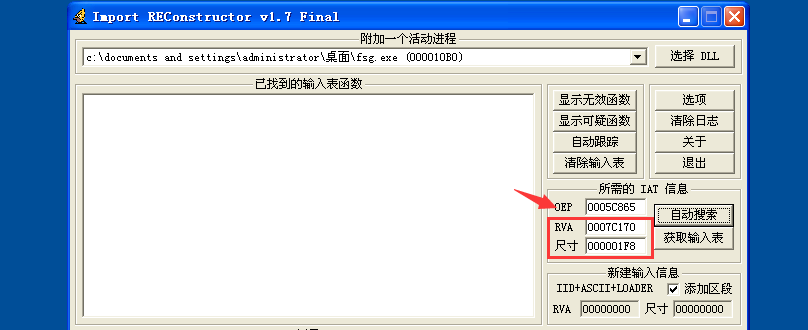 Import REConstructor v1.7 Final
附加一个活动进程
c:\documents and settings\administrator\桌面\fsg.exe (000010B0)
选择 DLL
已找到的输入表函数
显示无效函数
显示可疑函数
自动跟踪
清除输入表
选项
清除日志
关于
退出
所需的 IAT 信息
OEP 0005C865
RVA 0007C170
尺寸 000001F8
自动搜索
获取输入表
新建输入信息
IID+ASCII+LOADER 添加区段
RVA 00000000 尺寸 00000000